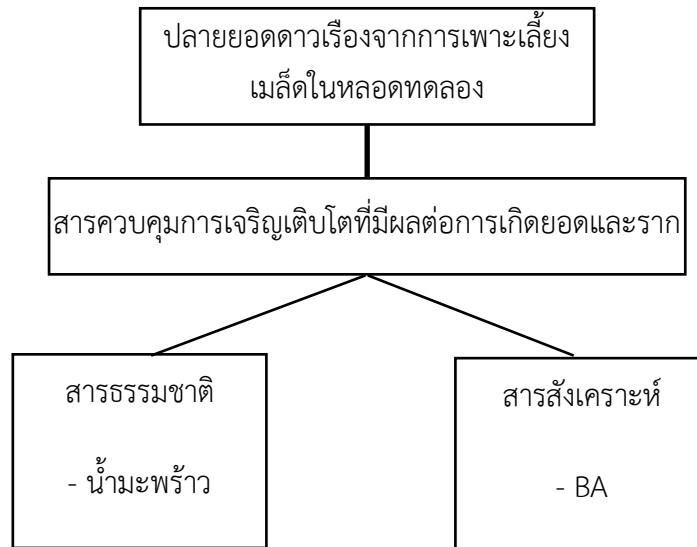 ปลายยอดดาวเรืองจากการเพาะเลี้ยง
เมล็ดในหลอดทดลอง
สารควบคุมการเจริญเติบโตที่มีผลต่อการเกิดยอดและราก
สารธรรมชาติ
- น้ำมะพร้าว
สารสังเคราะห์
- BA